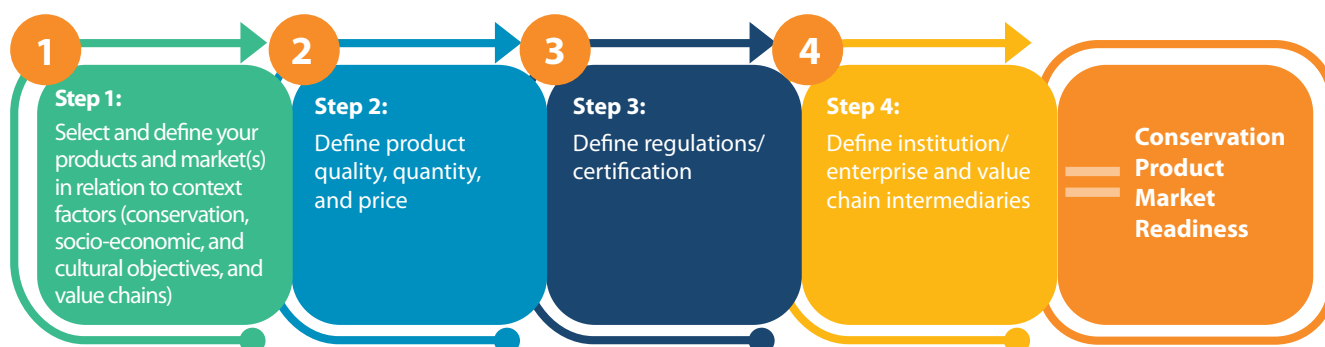 1
Step 1:
Select and define your
products and market(s)
in relation to context
factors (conservation,
socio-economic, and
cultural objectives, and
value chains)
2
Step 2:
Define product
quality, quantity,
and price
3
Step 3:
Define regulations/
certification
4
Step 4:
Define institution/
enterprise and value
chain intermediaries
=
Conservation
Product
Market
Readiness